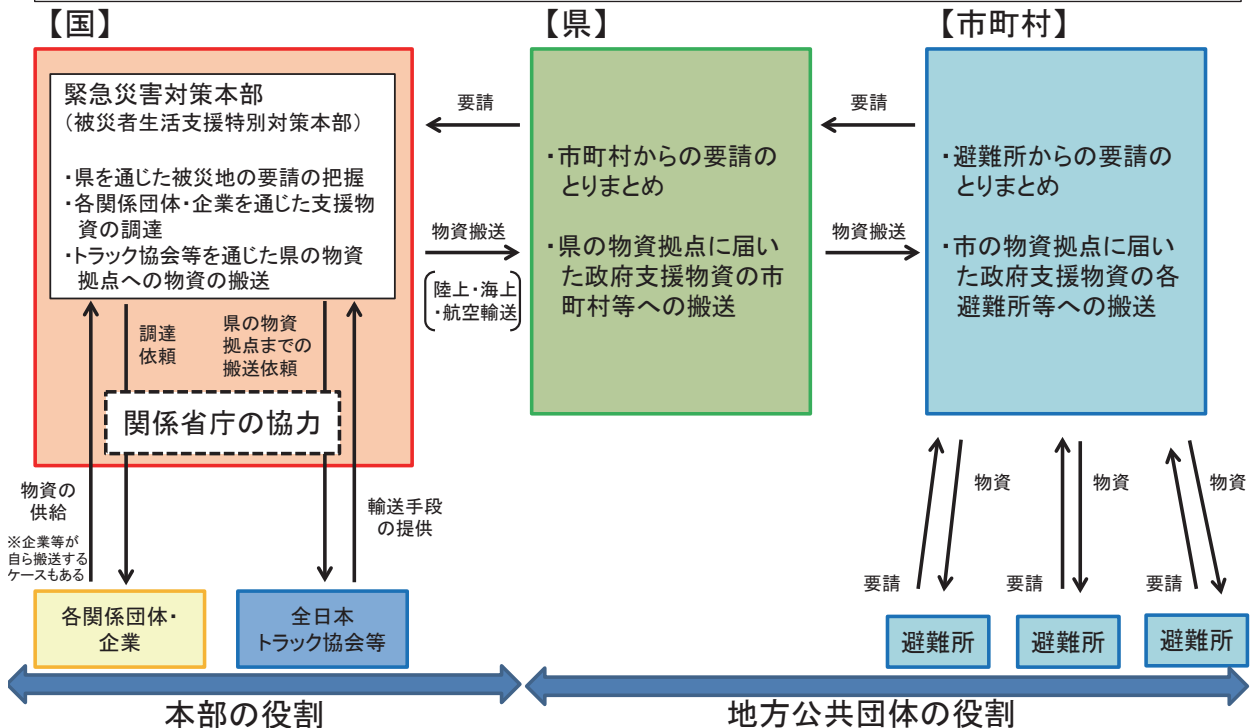 【国】
【県】
【市町村】
緊急災害対策本部
(被災者生活支援特別対策本部)
・県を通じた被災地の要請の把握
・各関係団体・企業を通じた支援物
資の調達
・トラック協会等を通じた県の物資
拠点への物資の搬送
要請
物資搬送
陸上・海上
・航空輸送
・市町村からの要請の
とりまとめ
・県の物資拠点に届い
た政府支援物資の市
町村等への搬送
要請
物資搬送
・避難所からの要請の
とりまとめ
・市の物資拠点に届い
た政府支援物資の各
避難所等への搬送
調達
依頼
県の物資
拠点までの
搬送依頼
関係省庁の協力
物資の
供給
※企業等が
自ら搬送する
ケースもある
輸送手段
の提供
各関係団体・
企業
全日本
トラック協会等
物資
物資
物資
要請
要請
要請
避難所
避難所
避難所
本部の役割
地方公共団体の役割